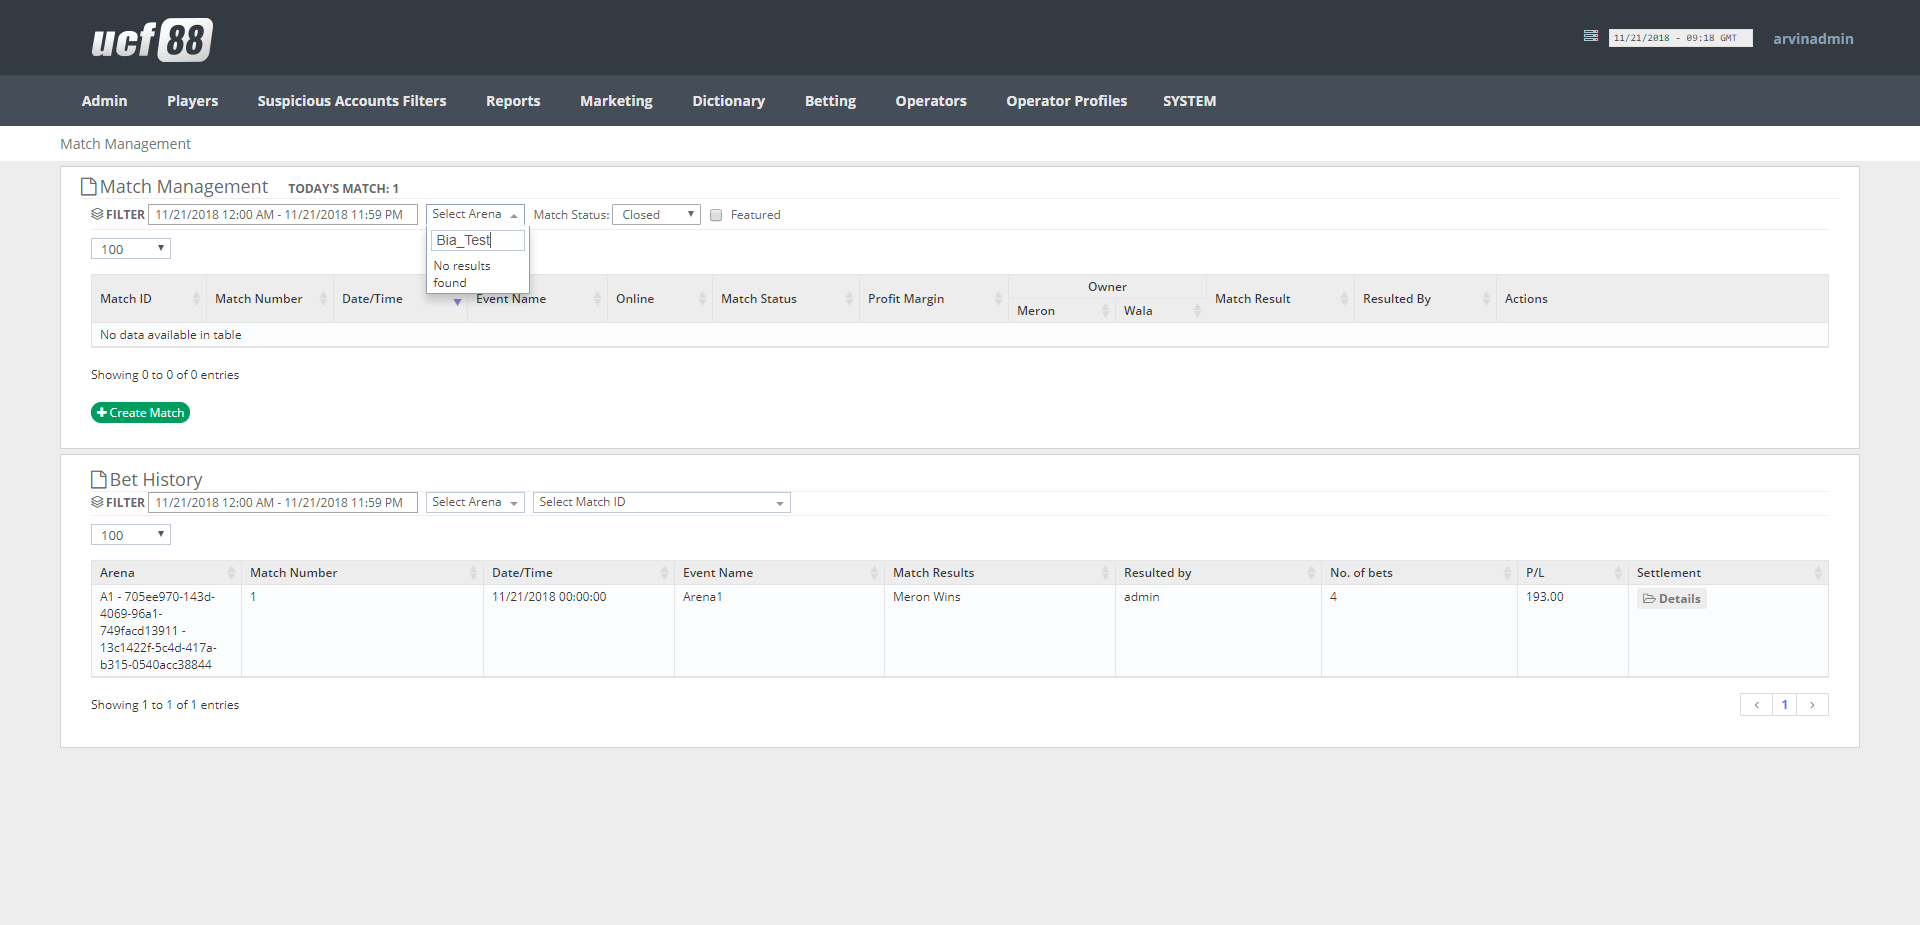 ucf88
11/21/2018 - 09:18 GMT
arvinadmin
Admin Players Suspicious Accounts Filters Reports Marketing Dictionary Betting Operators Operator Profiles SYSTEM
Match Management
Match Management TODAY'S MATCH: 1
FILTER 11/21/2018 12:00 AM - 11/21/2018 11:59 PM Select Arena Match Status: Closed Featured
Bia_Test
No results
found
100
Owner
Match ID Match Number Date/Time Event Name Online Match Status Profit Margin Match Result Resulted By Actions
Meron Wala
No data available in table
Showing 0 to 0 of 0 entries
Create Match
Bet History
FILTER 11/21/2018 12:00 AM - 11/21/2018 11:59 PM Select Arena Select Match ID
100
Arena Match Number Date/Time Event Name Match Results Resulted by No. of bets P/L Settlement
A1 - 705ee970-143d- 1 11/21/2018 00:00:00 Arena1 Meron Wins admin 4 193.00 Details
4069-96a1-
749facd13911 -
13c1422f-5c4d-417a-
b315-0540acc38844
Showing 1 to 1 of 1 entries
< 1 >